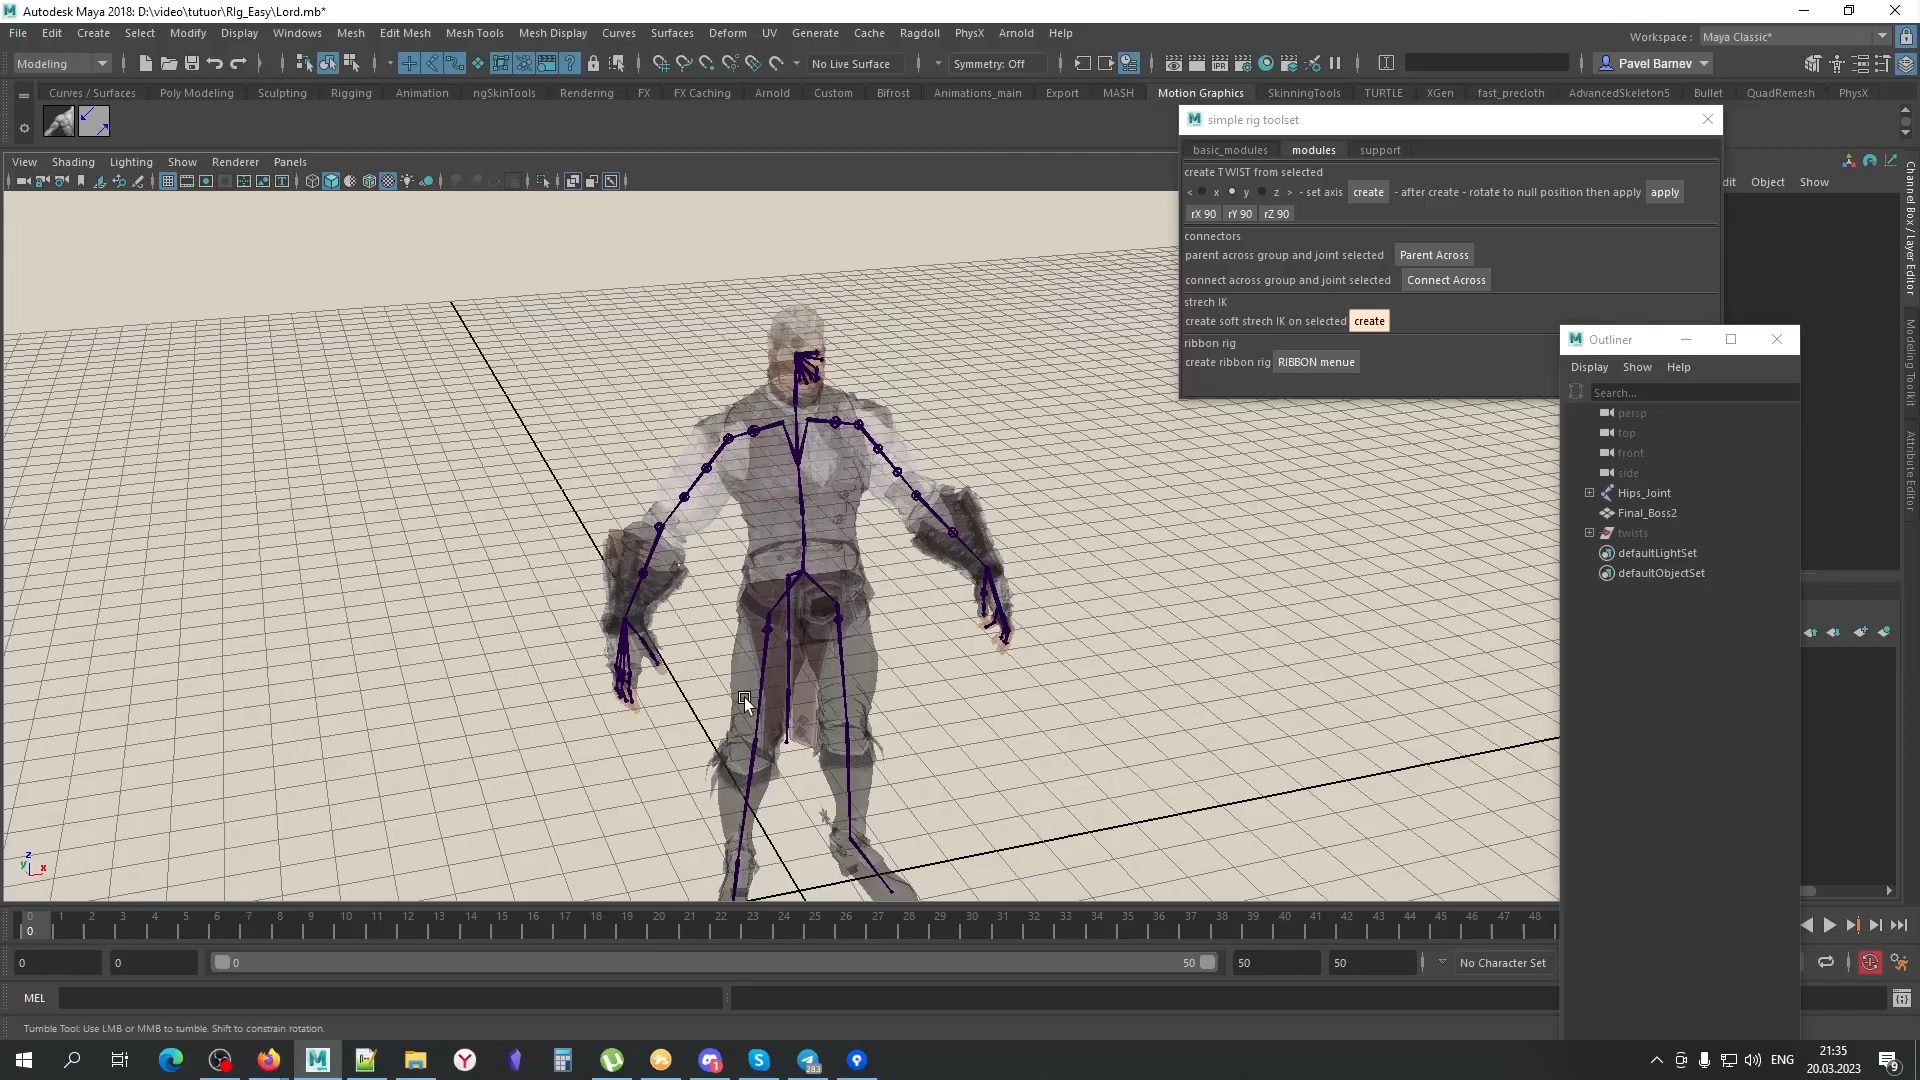 Autodesk Maya 2018: D:\video\tutuor\RIg_Easy\Lord.mb*
File Edit Create Select Modify Display Windows Mesh Edit Mesh Mesh Tools Mesh Display Curves Surfaces Deform UV Generate Cache Ragdoll PhysX Arnold Help
Workspace : Maya Classic*
Modeling
No Live Surface
Symmetry: Off
IPR
Pavel Barnev
Curves / Surfaces Poly Modeling Sculpting Rigging Animation ngSkinTools Rendering FX FX Caching Arnold Custom Bifrost Animations_main Export MASH Motion Graphics SkinningTools TURTLE XGen fast_precloth AdvancedSkeleton5 Bullet QuadRemesh PhysX
simple rig toolset
basic_modules modules support
create TWIST from selected
< x y z > - set axis create - after create - rotate to null position then apply apply
rX 90 rY 90 rZ 90
connectors
parent across group and joint selected Parent Across
connect across group and joint selected Connect Across
strech IK
create soft strech IK on selected create
ribbon rig
create ribbon rig RIBBON menue
View Shading Lighting Show Renderer Panels
dit Object Show
Channel Box / Layer Editor
Modeling Toolkit
Attribute Editor
Outliner
Display Show Help
Search...
persp
top
front
side
Hips_Joint
Final_Boss2
twists
defaultLightSet
defaultObjectSet
z
y x
0 1 2 3 4 5 6 7 8 9 10 11 12 13 14 15 16 17 18 19 20 21 22 23 24 25 26 27 28 29 30 31 32 33 34 35 36 37 38 39 40 41 42 43 44 45 46 47 48
0
0 0 0 50 50 50 No Character Set
MEL
Tumble Tool: Use LMB or MMB to tumble. Shift to constrain rotation.
283
1
ENG
21:35
20.03.2023
9